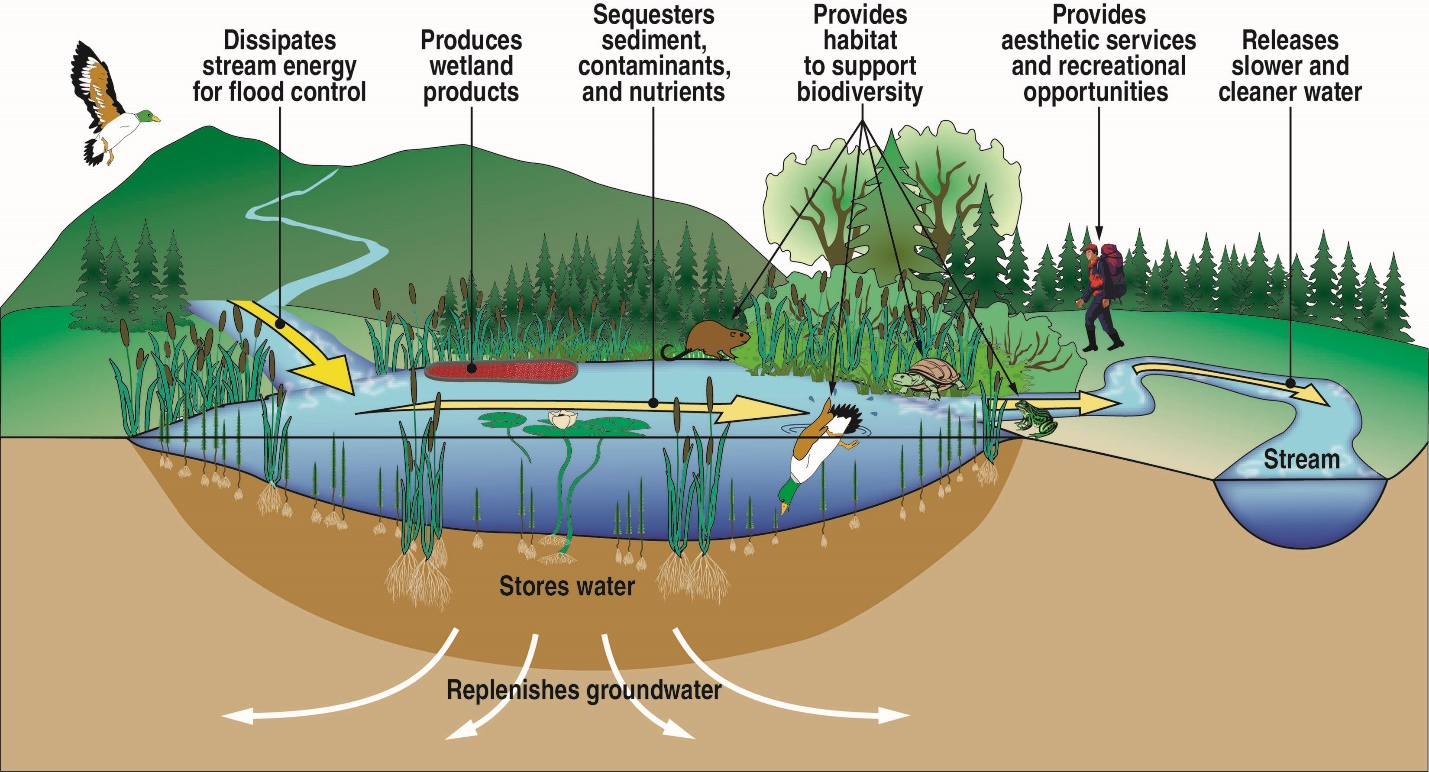 Dissipates
stream energy
for flood control
Produces
wetland
products
Sequesters
sediment,
contaminants,
and nutrients
Provides
habitat
to support
biodiversity
Provides
aesthetic services
and recreational
opportunities
Releases
slower and
cleaner water
Stream
Stores water
Replenishes groundwater